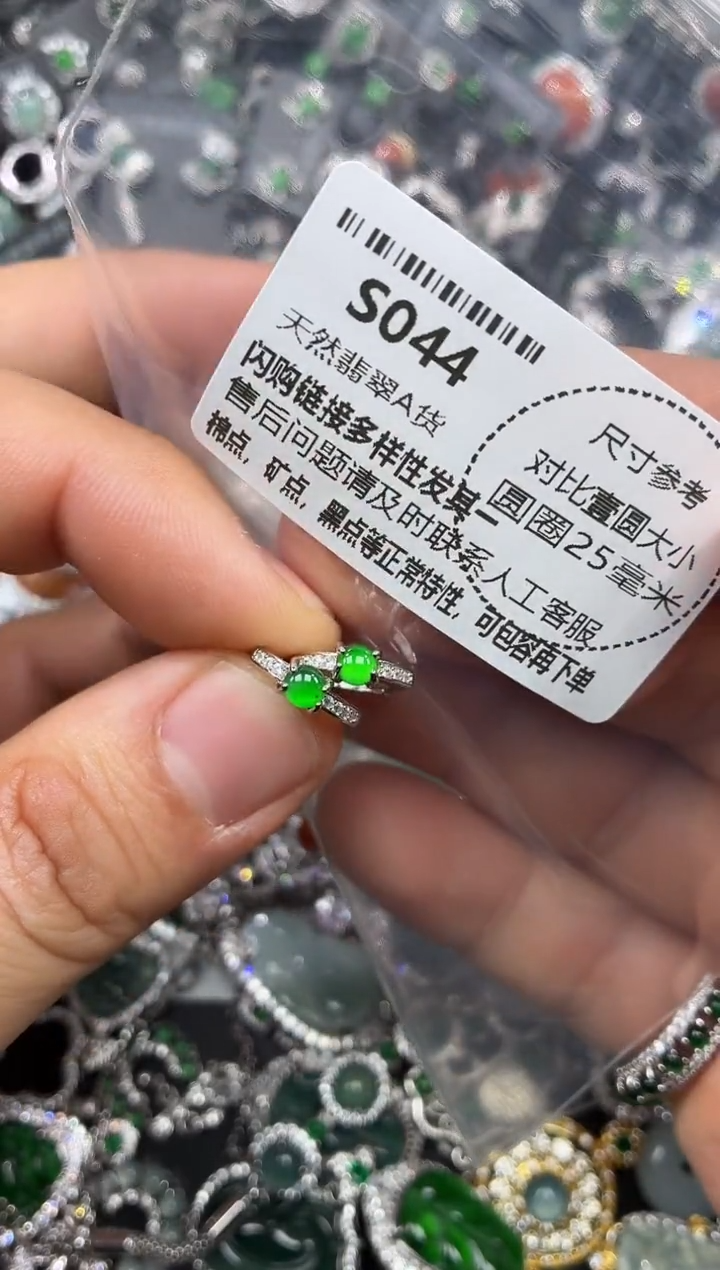 S044
天然翡翠A货
闪购链接多样性发其一
售后问题请及时联系人工客服
棉点，矿点，黑点等正常特性，可包容再下单
尺寸参考
对比壹圆大小
圆圈25毫米